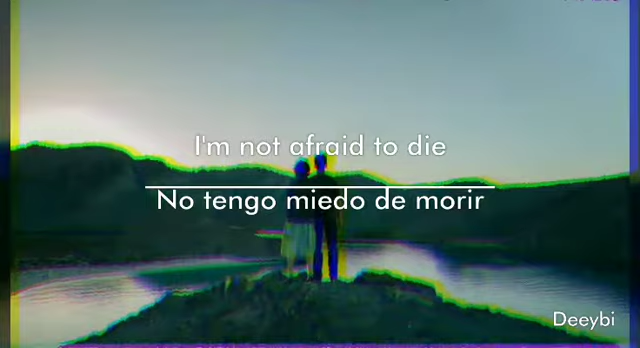 I'm not afraid to die
No tengo miedo de morir
Deeybi